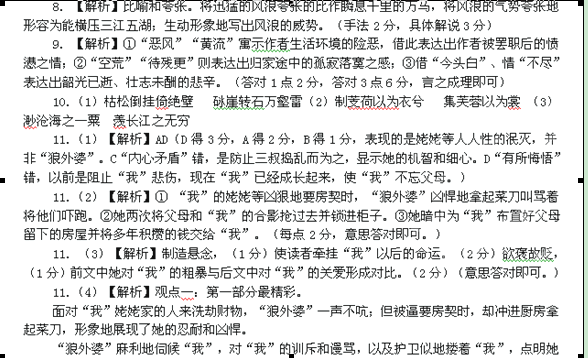 8. 【解析】比喻和夸张。将迅猛的风浪夸张的比作瞬息千里的万马，将风浪的气势夸张地
形容为能横压三江五湖；生动形象地写出风浪的威势。（手法 2 分，具体解说 3 分）
9. 【解析】①“恶风”“黄流”寓示作者生活环境的险恶，借此表达出作者被罢职后的愤
懑之情；②“空荒”“待残更”则表达出归家途中的孤寂落寞之感；③借“今头白”、情“不尽”
表达出韶光已逝、壮志未酬的悲辛。（答对 1 点 2 分，答对 3 点 6 分，言之成理即可）
10.（1）枯松倒挂倚绝壁 砯崖转石万壑雷（2）制芰荷以为衣兮 集芙蓉以为裳 （3）
渺沧海之一粟 羡长江之无穷
11.（1）【解析】AD（D 得 3 分，A 得 2 分，B 得 1 分，表现的是姥姥等人人性的泯灭，并
非“狼外婆”。C“内心矛盾”错，是防止三叔捣乱而为之，显示她的机智和细心。D“有所悔悟”
错，以前是阻止“我”悲伤，现在“我”已经成长起来，使“我”不忘父母。）
11.（2）【解析】① “我”的姥姥等凶狠地要房契时，“狼外婆”凶悍地拿起菜刀叫骂着
将他们吓跑。②她两次将父母和“我”的合影抢过去并锁进柜子。③她暗中为“我”布置好父母
留下的房屋并将多年积攒的钱交给“我”。（每点 2 分，意思答对即可。）
11. （3）【解析】制造悬念，（1 分）使读者牵挂“我”以后的命运。（2 分）欲褒故贬，
（1 分）前文中她对“我”的粗暴与后文中对“我”的关爱形成对比。（2 分）（意思答对即可。）
11.（4）【解析】观点一：第一部分最精彩。
面对“我”姥姥家的人来洗劫财物，“狼外婆”一声不吭；但被逼要房契时，却冲进厨房拿
起菜刀，形象地展现了她的忍耐和凶悍。
“狼外婆”麻利地伺候“我”，对“我”的训斥和谩骂，以及护卫似地搂着“我”，点明她